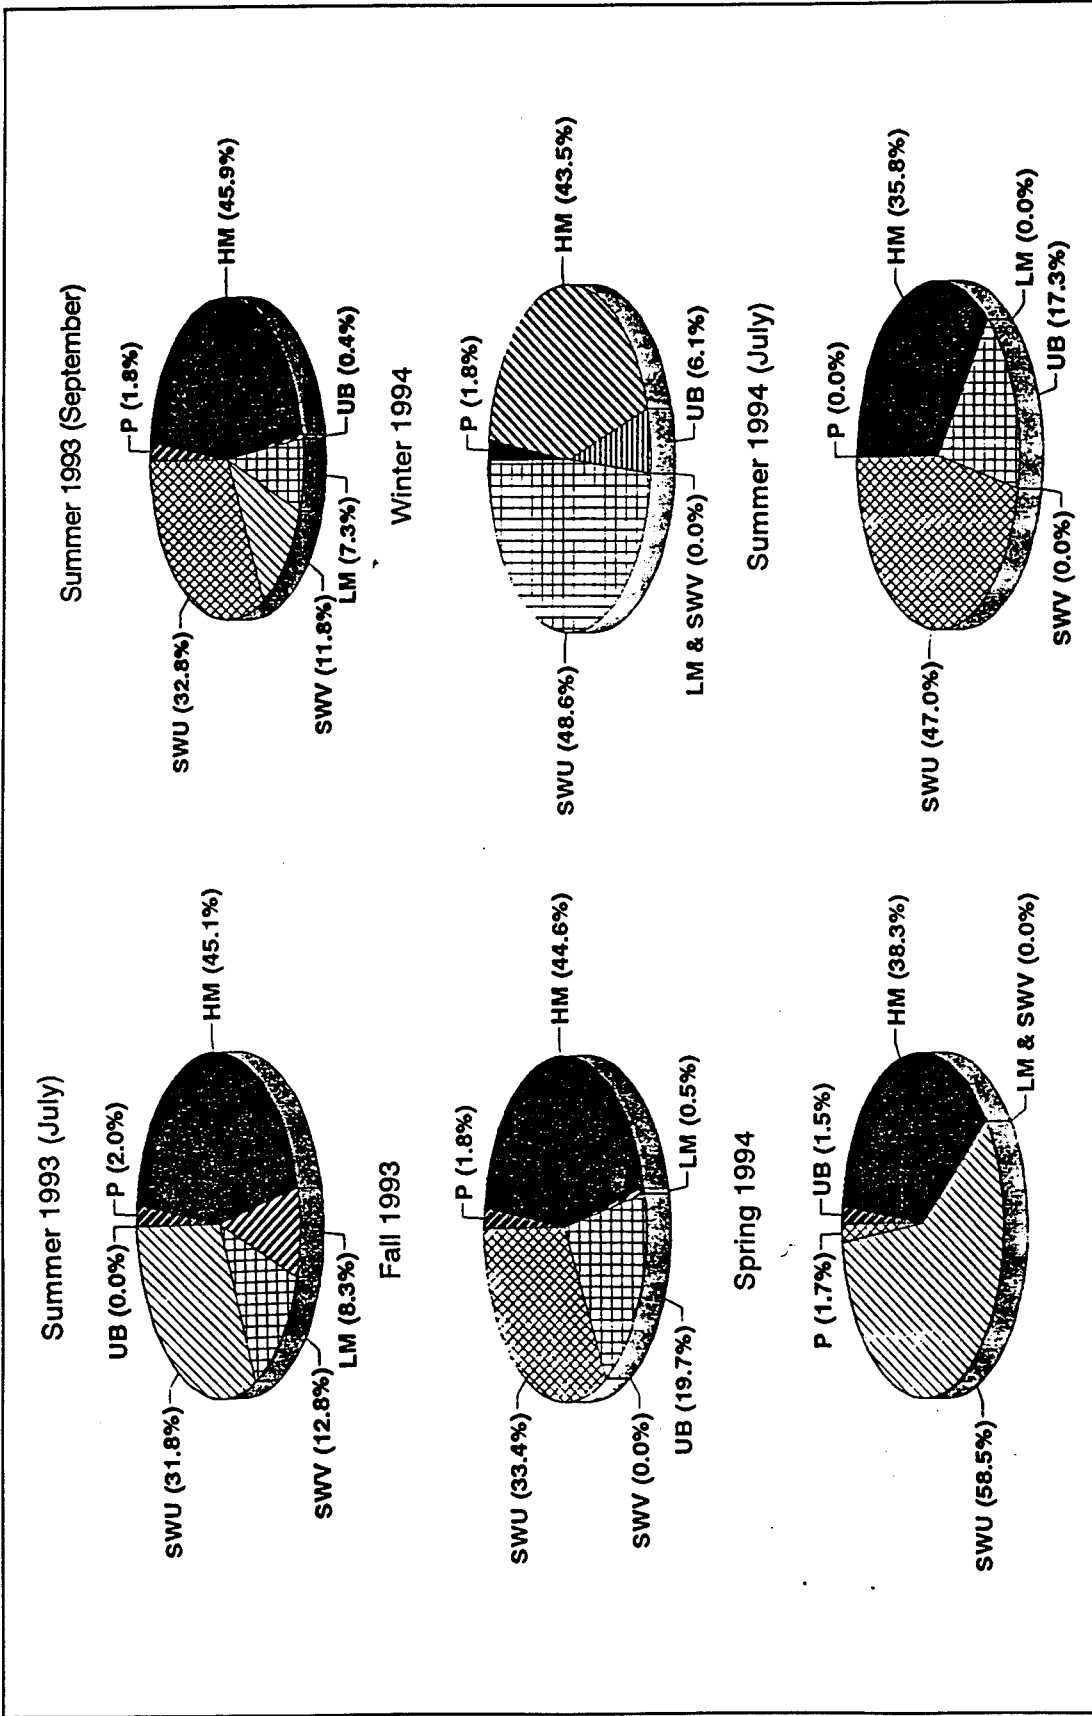 Summer 1993 (July)
UB (0.0%)
P (2.0%)
HM (45.1%)
SWU (31.8%)
SWV (12.8%)
LM (8.3%)
Summer 1993 (September)
P (1.8%)
HM (45.9%)
SWU (32.8%)
SWV (11.8%)
LM (7.3%)
UB (0.4%)
Fall 1993
P (1.8%)
HM (44.6%)
SWU (33.4%)
SWV (0.0%)
UB (19.7%)
LM (0.5%)
Winter 1994
P (1.8%)
HM (43.5%)
SWU (48.6%)
LM & SWV (0.0%)
UB (6.1%)
Spring 1994
P (1.7%)
UB (1.5%)
HM (38.3%)
SWU (58.5%)
LM & SWV (0.0%)
Summer 1994 (July)
P (0.0%)
HM (35.8%)
SWU (47.0%)
SWV (0.0%)
UB (17.3%)
LM (0.0%)